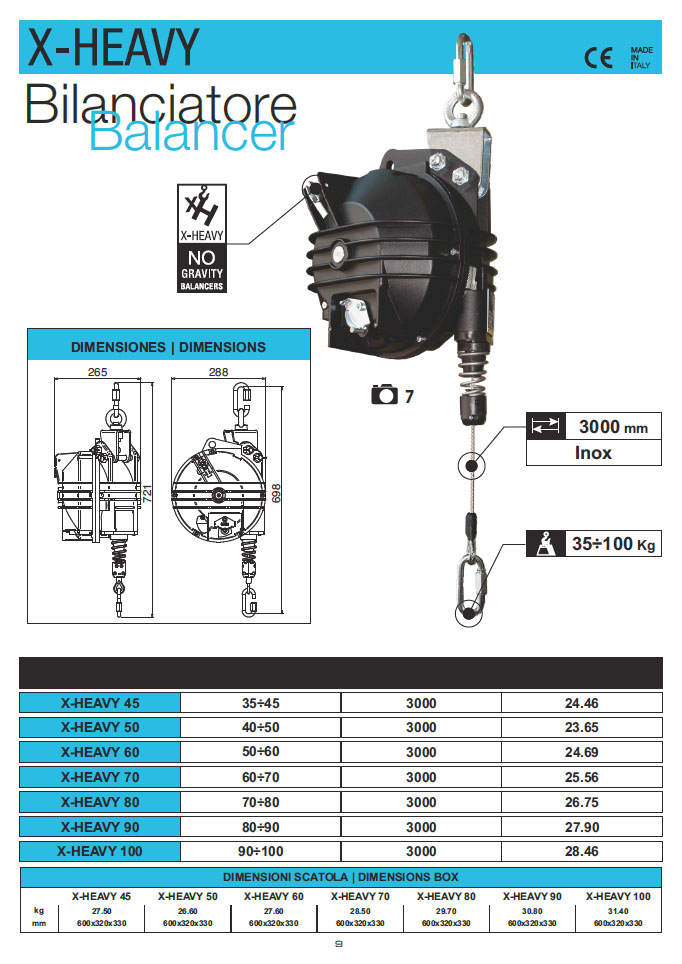 X-HEAVY
CE
MADE
IN
ITALY
Bilanciatore
Balancer
XH
X-HEAVY
NO
GRAVITY
BALANCERS
DIMENSIONES | DIMENSIONS
265
288
721
698
7
3000 mm
Inox
35÷100 Kg
X-HEAVY 45 35÷45 3000 24.46
X-HEAVY 50 40÷50 3000 23.65
X-HEAVY 60 50÷60 3000 24.69
X-HEAVY 70 60÷70 3000 25.56
X-HEAVY 80 70÷80 3000 26.75
X-HEAVY 90 80÷90 3000 27.90
X-HEAVY 100 90÷100 3000 28.46
DIMENSIONI SCATOLA | DIMENSIONS BOX
X-HEAVY 45 X-HEAVY 50 X-HEAVY 60 X-HEAVY 70 X-HEAVY 80 X-HEAVY 90 X-HEAVY 100
kg 27.50 26.60 27.60 28.50 29.70 30.80 31.40
mm 600x320x330 600x320x330 600x320x330 600x320x330 600x320x330 600x320x330 600x320x330